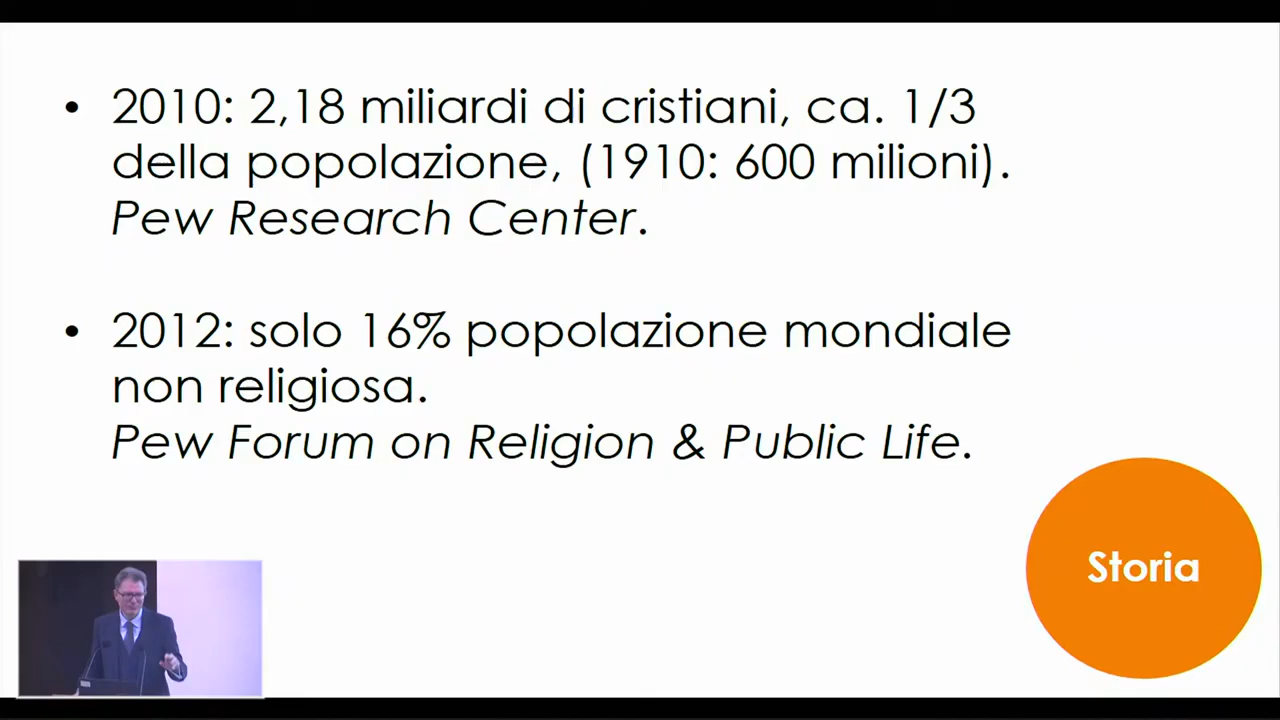 • 2010: 2,18 miliardi di cristiani, ca. 1/3
della popolazione, (1910: 600 milioni).
Pew Research Center.
• 2012: solo 16% popolazione mondiale
non religiosa.
Pew Forum on Religion & Public Life.
Storia